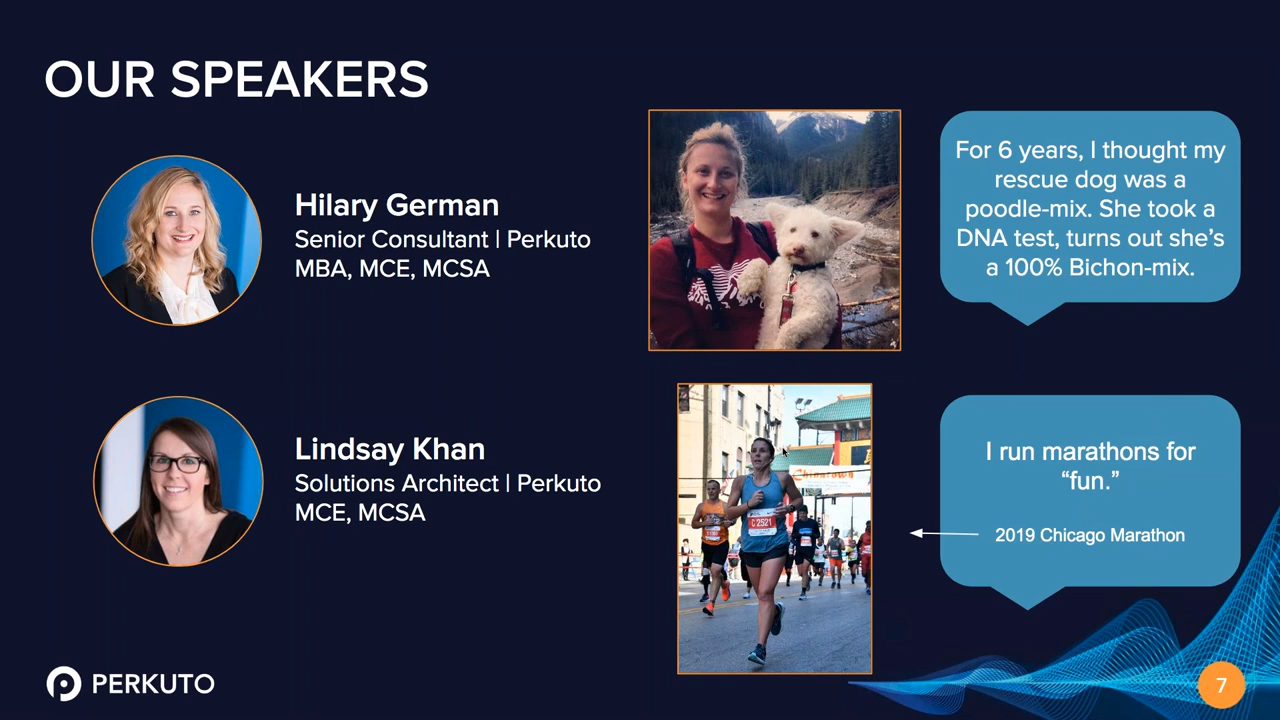 OUR SPEAKERS
Hilary German
Senior Consultant | Perkuto
MBA, MCE, MCSA
For 6 years, I thought my
rescue dog was a
poodle-mix. She took a
DNA test, turns out she’s
a 100% Bichon-mix.
Lindsay Khan
Solutions Architect | Perkuto
MCE, MCSA
Chinatown
C 2521
I run marathons for
“fun.”
2019 Chicago Marathon
PERKUTO
7